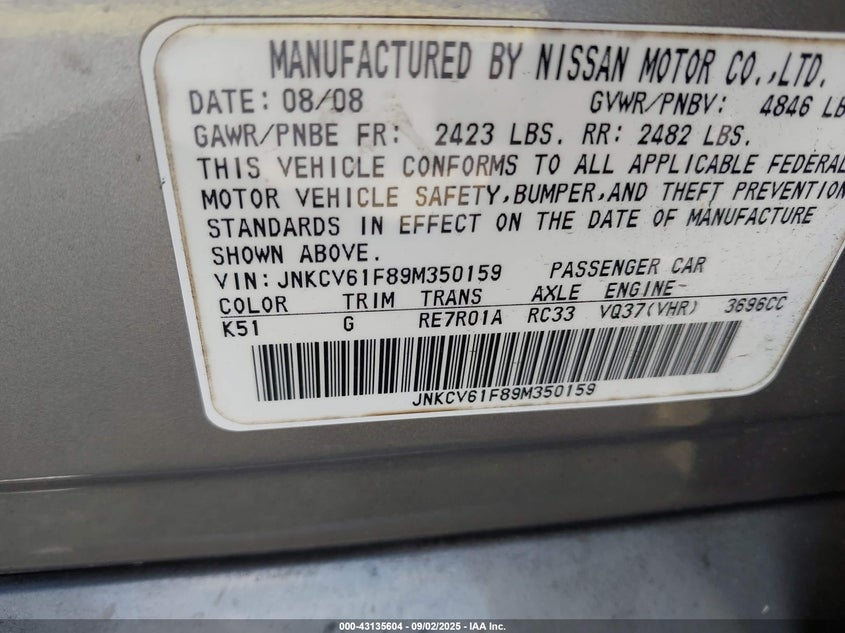 MANUFACTURED BY NISSAN MOTOR CO.,LTD.
DATE: 08/08 GVWR/PNBV: 4846 LB
GAWR/PNBE FR: 2423 LBS. RR: 2482 LBS.
THIS VEHICLE CONFORMS TO ALL APPLICABLE FEDERAL
MOTOR VEHICLE SAFETY,BUMPER,AND THEFT PREVENTION
STANDARDS IN EFFECT ON THE DATE OF MANUFACTURE
SHOWN ABOVE.
VIN: JNKCV61F89M350159 PASSENGER CAR
COLOR TRIM TRANS AXLE ENGINE
K51 G RE7R01A RC33 VQ37(VHR) 3696CC
JNKCV61F89M350159
000-43135604 - 09/02/2025 - IAA Inc.